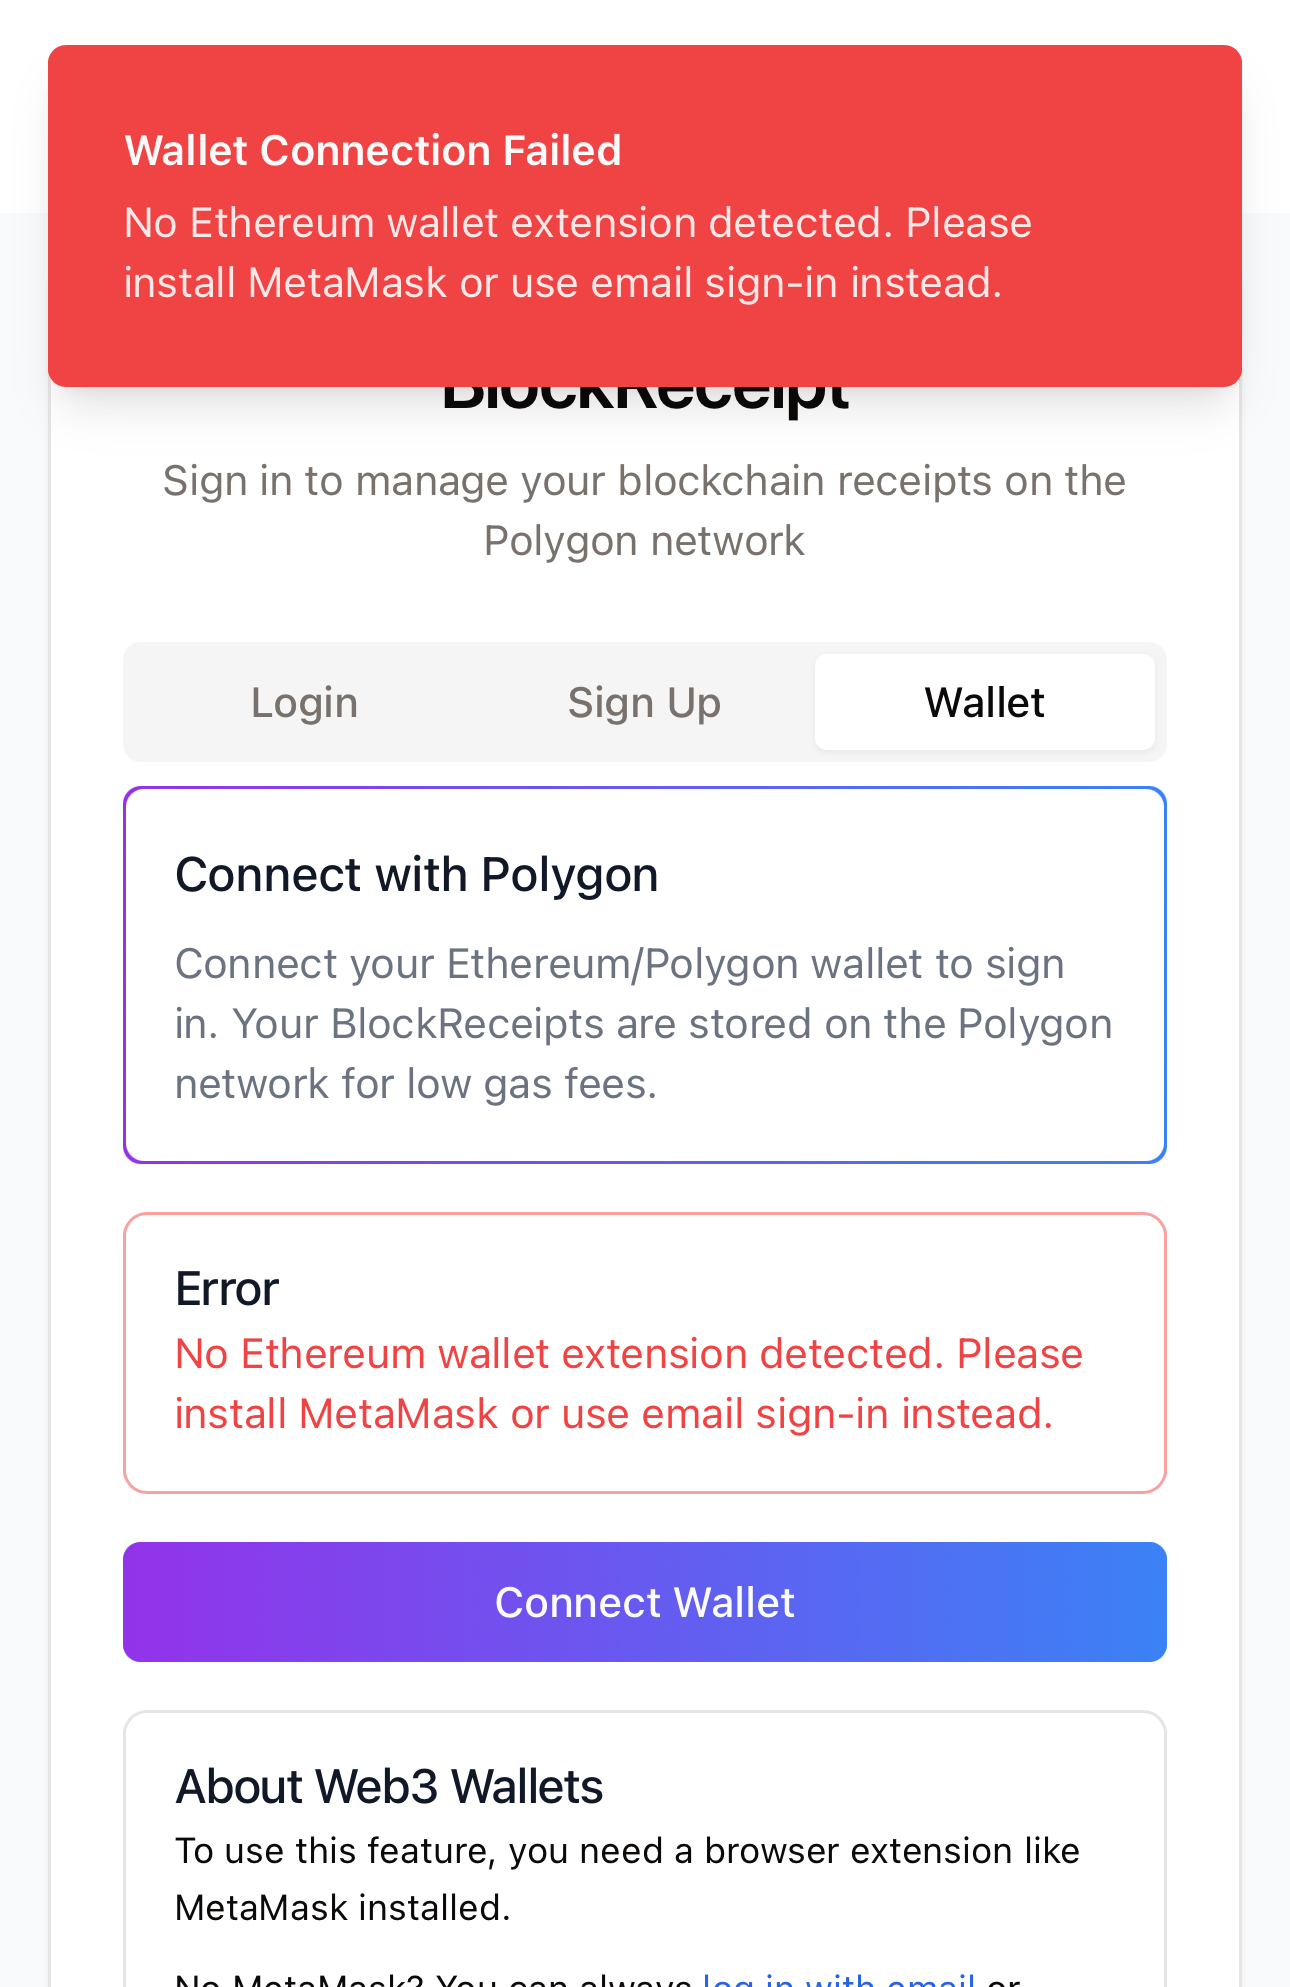 Wallet Connection Failed
No Ethereum wallet extension detected. Please
install MetaMask or use email sign-in instead.
BlockReceipt
Sign in to manage your blockchain receipts on the
Polygon network
Login
Sign Up
Wallet
Connect with Polygon
Connect your Ethereum/Polygon wallet to sign
in. Your BlockReceipts are stored on the Polygon
network for low gas fees.
Error
No Ethereum wallet extension detected. Please
install MetaMask or use email sign-in instead.
Connect Wallet
About Web3 Wallets
To use this feature, you need a browser extension like
MetaMask installed.
No MetaMask? You can always log in with email or